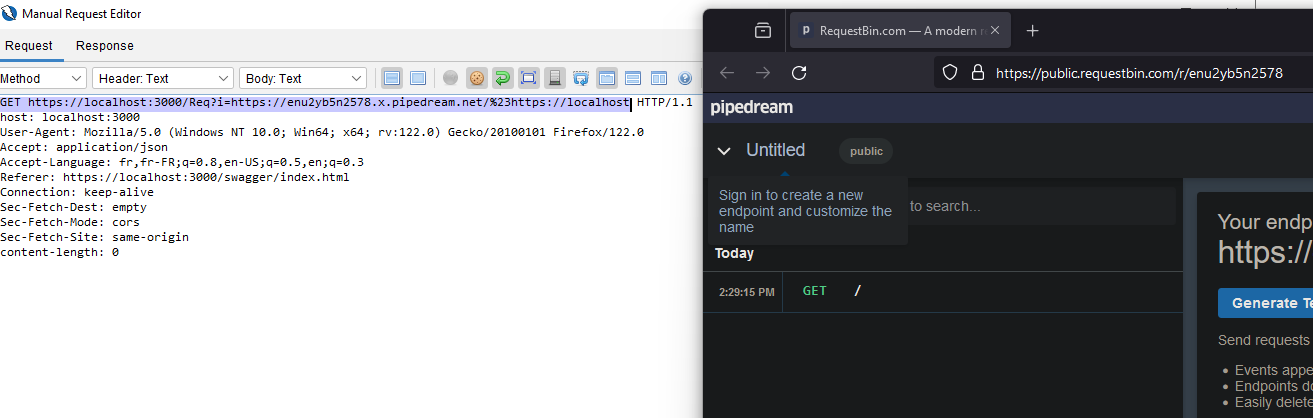 Manual Request Editor
Request Response
Method Header: Text Body: Text
GET https://localhost:3000/Req?i=https://enu2yb5n2578.x.pipedream.net/%23https://localhost HTTP/1.1
host: localhost:3000
User-Agent: Mozilla/5.0 (Windows NT 10.0; Win64; x64; rv:122.0) Gecko/20100101 Firefox/122.0
Accept: application/json
Accept-Language: fr,fr-FR;q=0.8,en-US;q=0.5,en;q=0.3
Referer: https://localhost:3000/swagger/index.html
Connection: keep-alive
Sec-Fetch-Dest: empty
Sec-Fetch-Mode: cors
Sec-Fetch-Site: same-origin
content-length: 0
p RequestBin.com — A modern
https://public.requestbin.com/r/enu2yb5n2578
pipedream
Untitled public
Sign in to create a new
endpoint and customize the
name
to search...
Today
2:29:15 PM GET /
Your endp
https://
Generate Te
Send requests
• Events appe
• Endpoints do
• Easily delete